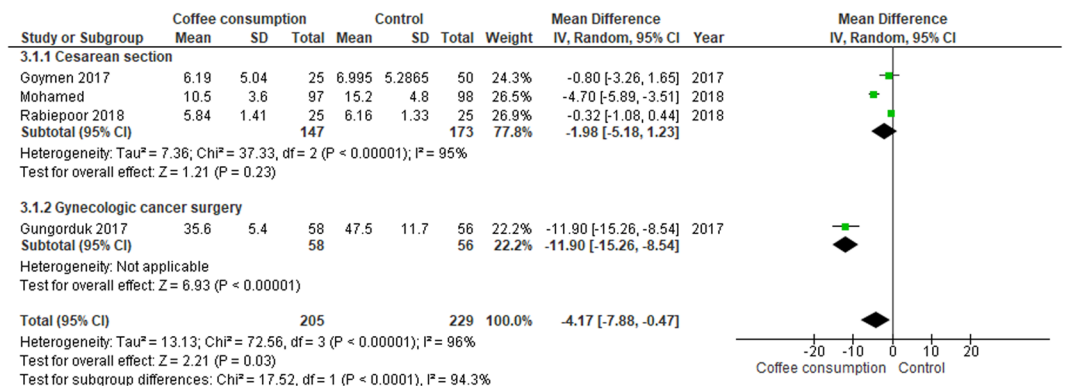 Coffee consumption Control Mean Difference Mean Difference
Study or Subgroup Mean SD Total Mean SD Total Weight IV, Random, 95% CI Year IV, Random, 95% CI
3.1.1 Cesarean section
Goymen 2017 6.19 5.04 25 6.995 5.2865 50 24.3% -0.80 [-3.26, 1.65] 2017
Mohamed 10.5 3.6 97 15.2 4.8 98 26.5% -4.70 [-5.89, -3.51] 2018
Rabiepoor 2018 5.84 1.41 25 6.16 1.33 25 26.9% -0.32 [-1.08, 0.44] 2018
Subtotal (95% CI) 147 173 77.8% -1.98 [-5.18, 1.23]
Heterogeneity: Tau² = 7.36; Chi² = 37.33, df = 2 (P < 0.00001); I² = 95%
Test for overall effect: Z = 1.21 (P = 0.23)
3.1.2 Gynecologic cancer surgery
Gungorduk 2017 35.6 5.4 58 47.5 11.7 56 22.2% -11.90 [-15.26, -8.54] 2017
Subtotal (95% CI) 58 56 22.2% -11.90 [-15.26, -8.54]
Heterogeneity: Not applicable
Test for overall effect: Z = 6.93 (P < 0.00001)
Total (95% CI) 205 229 100.0% -4.17 [-7.88, -0.47]
Heterogeneity: Tau² = 13.13; Chi² = 72.56, df = 3 (P < 0.00001); I² = 96%
Test for overall effect: Z = 2.21 (P = 0.03)
Test for subgroup differences: Chi² = 17.52, df = 1 (P < 0.0001), I² = 94.3%
-20 -10 0 10 20
Coffee consumption Control